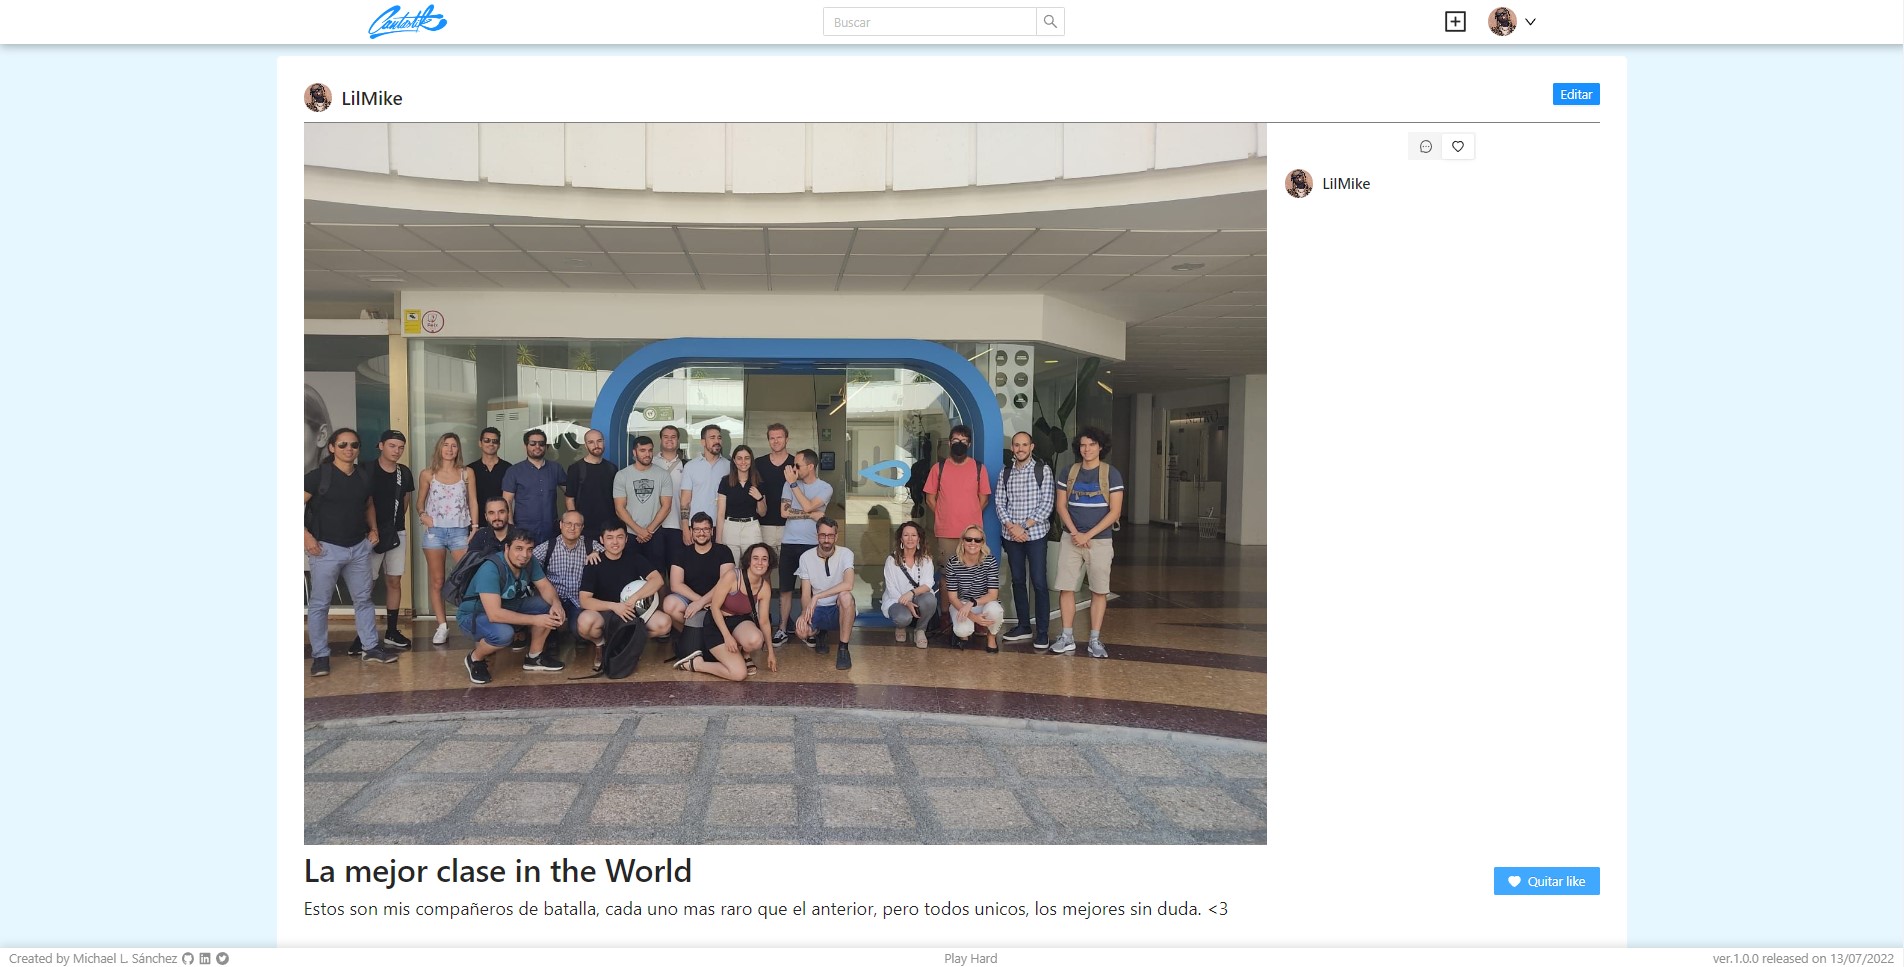 Cantastik
Buscar
LilMike
Editar
LilMike
La mejor clase in the World
Quitar like
Estos son mis compañeros de batalla, cada uno mas raro que el anterior, pero todos unicos, los mejores sin duda. <3
Created by Michael L. Sánchez
Play Hard
ver.1.0.0 released on 13/07/2022